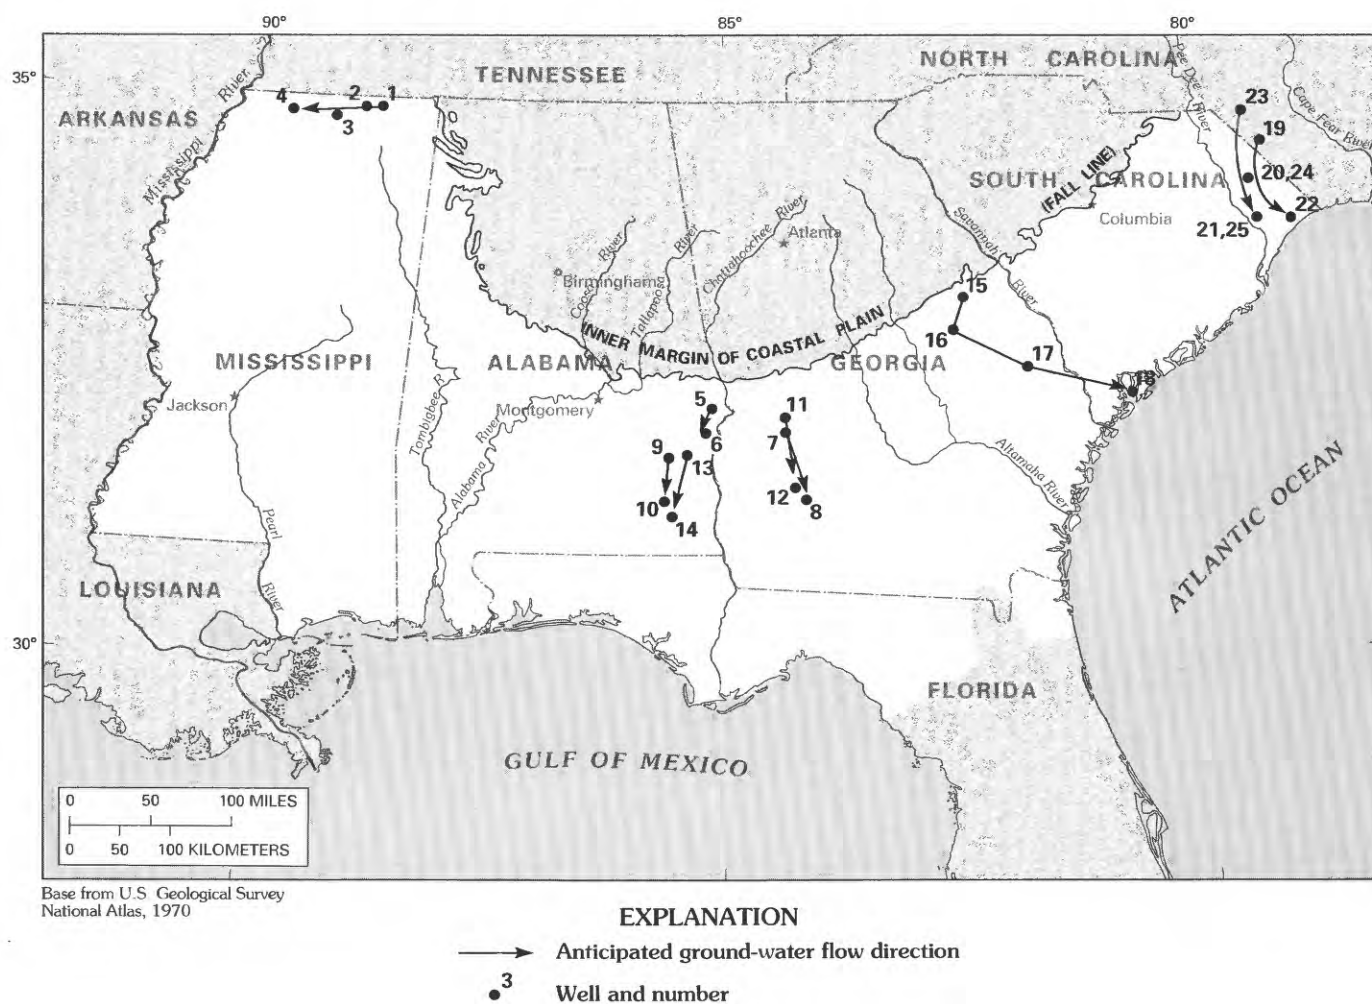 90°
85°
80°
35°
30°
TENNESSEE
NORTH CAROLINA
ARKANSAS
Mississippi River
4
2
1
3
Pee Dee River
Cape Fear River
23
19
SOUTH CAROLINA
20,24
(FALL LINE)
Columbia
21,25
22
Savannah River
Chattahoochee River
Atlanta
Birmingham
Coosa River
Tallapoosa River
INNER MARGIN OF COASTAL PLAIN
15
16
17
MISSISSIPPI
ALABAMA
GEORGIA
Jackson
Montgomery
Tombigbee R
Alabama River
5
6
9
13
10
14
11
7
12
8
Altamaha River
Pearl River
LOUISIANA
FLORIDA
ATLANTIC OCEAN
GULF OF MEXICO
0 50 100 MILES
0 50 100 KILOMETERS
Base from U.S. Geological Survey
National Atlas, 1970
EXPLANATION
Anticipated ground-water flow direction
3 Well and number